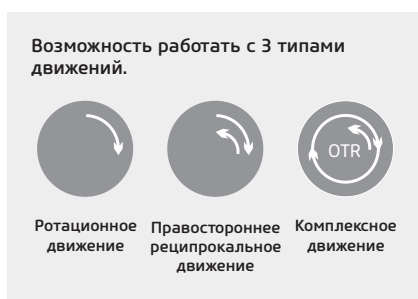 Возможность работать с 3 типами
движений.
OTR
Ротационное
движение
Правостороннее
реципрокальное
движение
Комплексное
движение